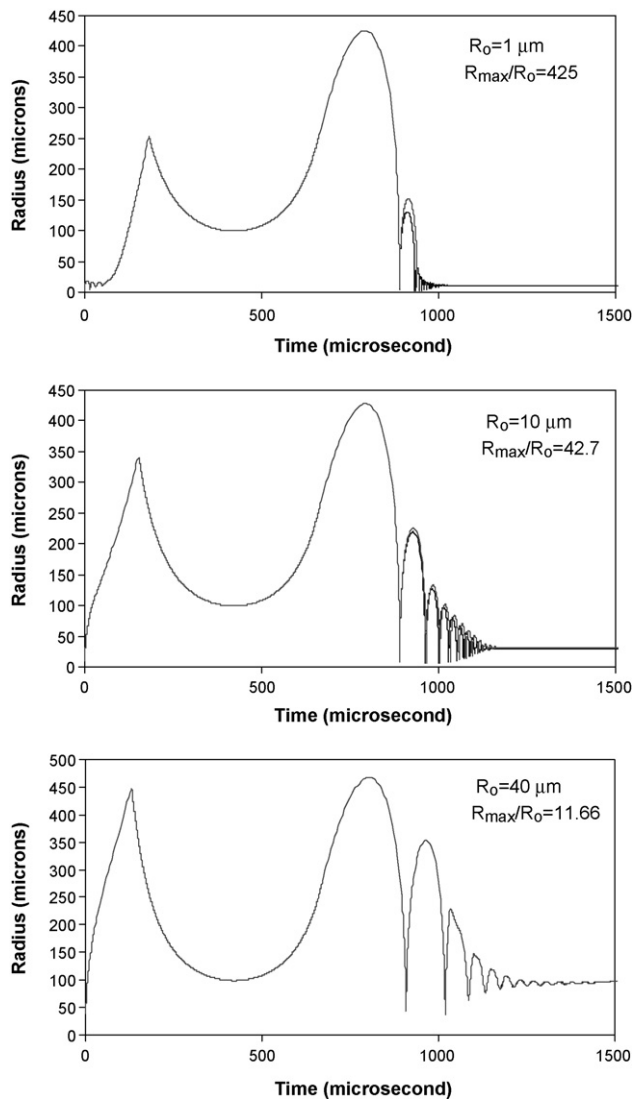 450
400
350
300
250
200
150
100
50
0
Radius (microns)
Ro=1 μm
Rmax/Ro=425
0 500 1000 1500
Time (microsecond)
450
400
350
300
250
200
150
100
50
0
Radius (microns)
Ro=10 μm
Rmax/Ro=42.7
0 500 1000 1500
Time (microsecond)
500
450
400
350
300
250
200
150
100
50
0
Radius (microns)
Ro=40 μm
Rmax/Ro=11.66
0 500 1000 1500
Time (microsecond)